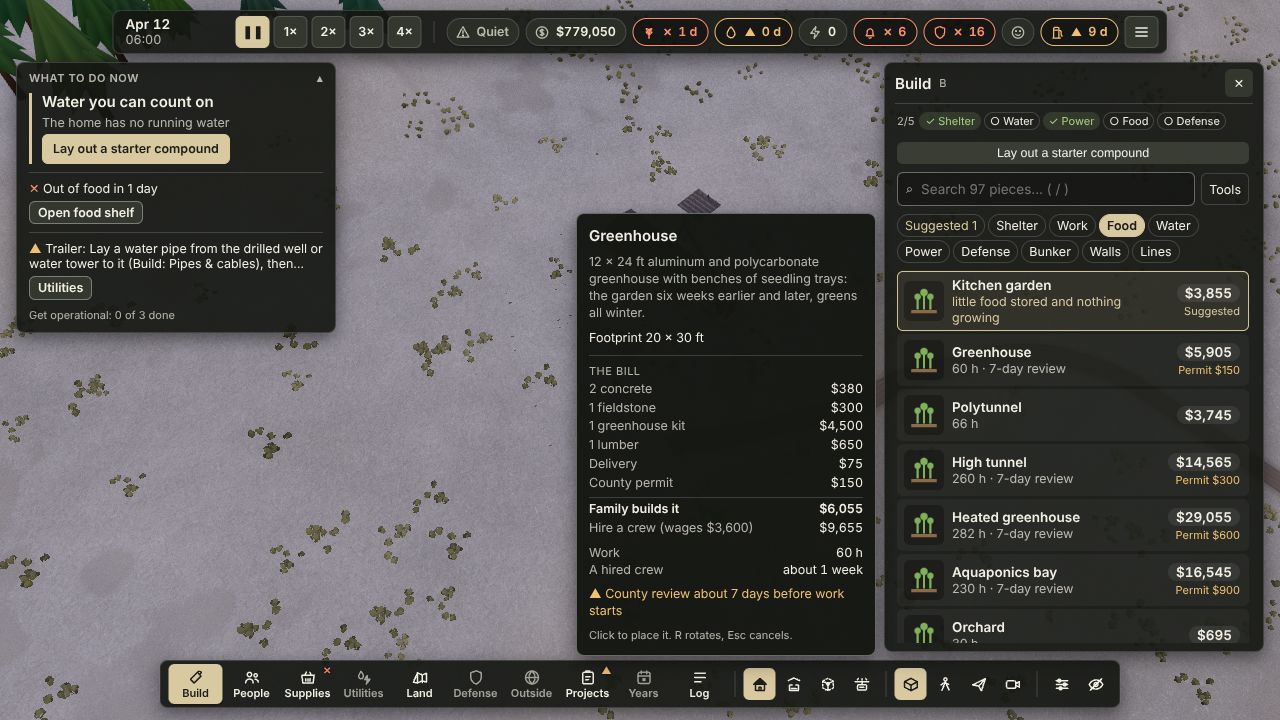 Apr 12
06:00
1×
2×
3×
4×
Quiet
$779,050
× 1 d
▲ 0 d
0
× 6
× 16
▲ 9 d
WHAT TO DO NOW
Water you can count on
The home has no running water
Lay out a starter compound
× Out of food in 1 day
Open food shelf
▲ Trailer: Lay a water pipe from the drilled well or
water tower to it (Build: Pipes & cables), then...
Utilities
Get operational: 0 of 3 done
Greenhouse
12 × 24 ft aluminum and polycarbonate
greenhouse with benches of seedling trays:
the garden six weeks earlier and later, greens
all winter.
Footprint 20 × 30 ft
THE BILL
2 concrete $380
1 fieldstone $300
1 greenhouse kit $4,500
1 lumber $650
Delivery $75
County permit $150
Family builds it $6,055
Hire a crew (wages $3,600) $9,655
Work 60 h
A hired crew about 1 week
▲ County review about 7 days before work
starts
Click to place it. R rotates, Esc cancels.
Build B
×
2/5 ✓ Shelter Water ✓ Power Food Defense
Lay out a starter compound
Search 97 pieces... ( / )
Tools
Suggested 1 Shelter Work Food Water
Power Defense Bunker Walls Lines
Kitchen garden
little food stored and nothing
growing
$3,855
Suggested
Greenhouse
60 h · 7-day review
$5,905
Permit $150
Polytunnel
66 h
$3,745
High tunnel
260 h · 7-day review
$14,565
Permit $300
Heated greenhouse
282 h · 7-day review
$29,055
Permit $600
Aquaponics bay
230 h · 7-day review
$16,545
Permit $900
Orchard
$695
Build
People
Supplies
Utilities
Land
Defense
Outside
Projects
Years
Log